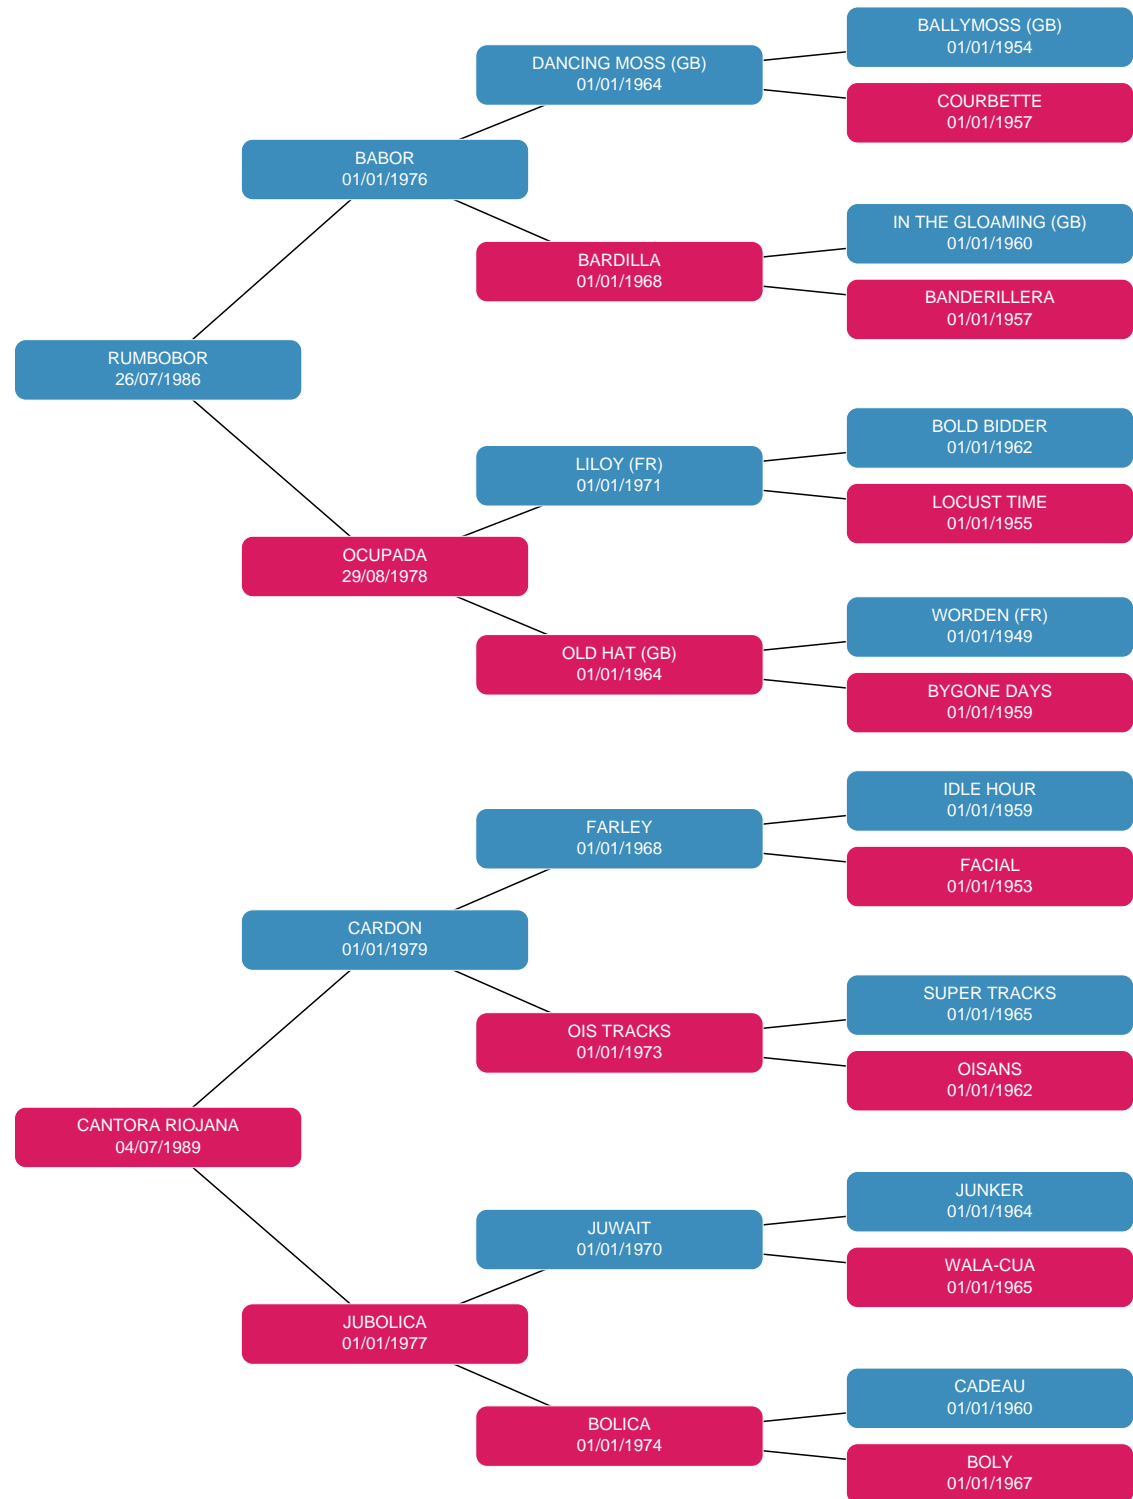 BALLYMOSS (GB)
01/01/1954
DANCING MOSS (GB)
01/01/1964
COURBETTE
01/01/1957
BABOR
01/01/1976
IN THE GLOAMING (GB)
01/01/1960
BARDILLA
01/01/1968
BANDERILLERA
01/01/1957
RUMBOBOR
26/07/1986
BOLD BIDDER
01/01/1962
LILOY (FR)
01/01/1971
LOCUST TIME
01/01/1955
OCUPADA
29/08/1978
WORDEN (FR)
01/01/1949
OLD HAT (GB)
01/01/1964
BYGONE DAYS
01/01/1959
IDLE HOUR
01/01/1959
FARLEY
01/01/1968
FACIAL
01/01/1953
CARDON
01/01/1979
SUPER TRACKS
01/01/1965
OIS TRACKS
01/01/1973
OISANS
01/01/1962
CANTORA RIOJANA
04/07/1989
JUNKER
01/01/1964
JUWAIT
01/01/1970
WALA-CUA
01/01/1965
JUBOLICA
01/01/1977
CADEAU
01/01/1960
BOLICA
01/01/1974
BOLY
01/01/1967